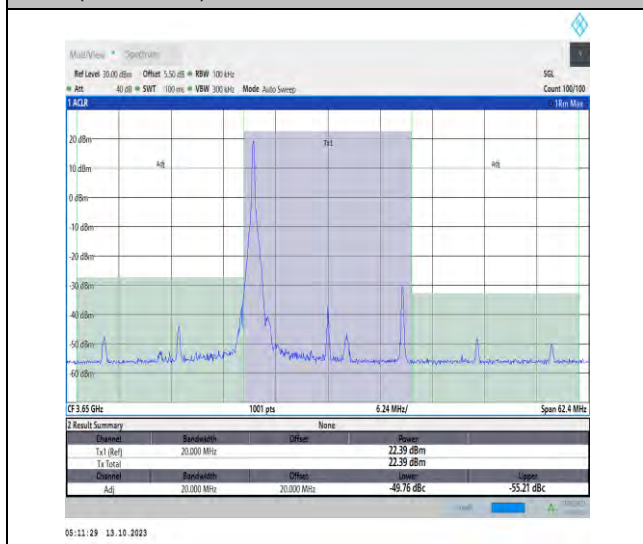 MultiView Spectrum
Ref Level 30.00 dBm Offset 5.50 dB RBW 100 kHz SGL
Att 40 dB SWT 100 ms VBW 300 kHz Mode Auto Sweep Count 100/100
1 ACLR 1Rm Max
20 dBm
Tx1
Adj
Adj
10 dBm
0 dBm
-10 dBm
-20 dBm
-30 dBm
-40 dBm
-50 dBm
-60 dBm
CF 3.65 GHz 1001 pts 6.24 MHz/ Span 62.4 MHz
2 Result Summary None
Channel Bandwidth Offset Power
Tx1 (Ref) 20.000 MHz 22.39 dBm
Tx Total 22.39 dBm
Channel Bandwidth Offset Lower Upper
Adj 20.000 MHz 20.000 MHz -49.76 dBc -55.21 dBc
05:11:29 13.10.2023